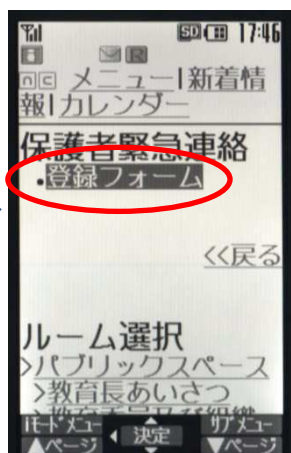 SD 17:46
R
nc メニュー|新着情
報|カレンダー
保護者緊急連絡
・登録フォーム
<<戻る
ルーム選択
>パブリックスペース
>教育長あいさつ
iモードメニュー 決定 サブメニュー
▲ページ ▼ページ